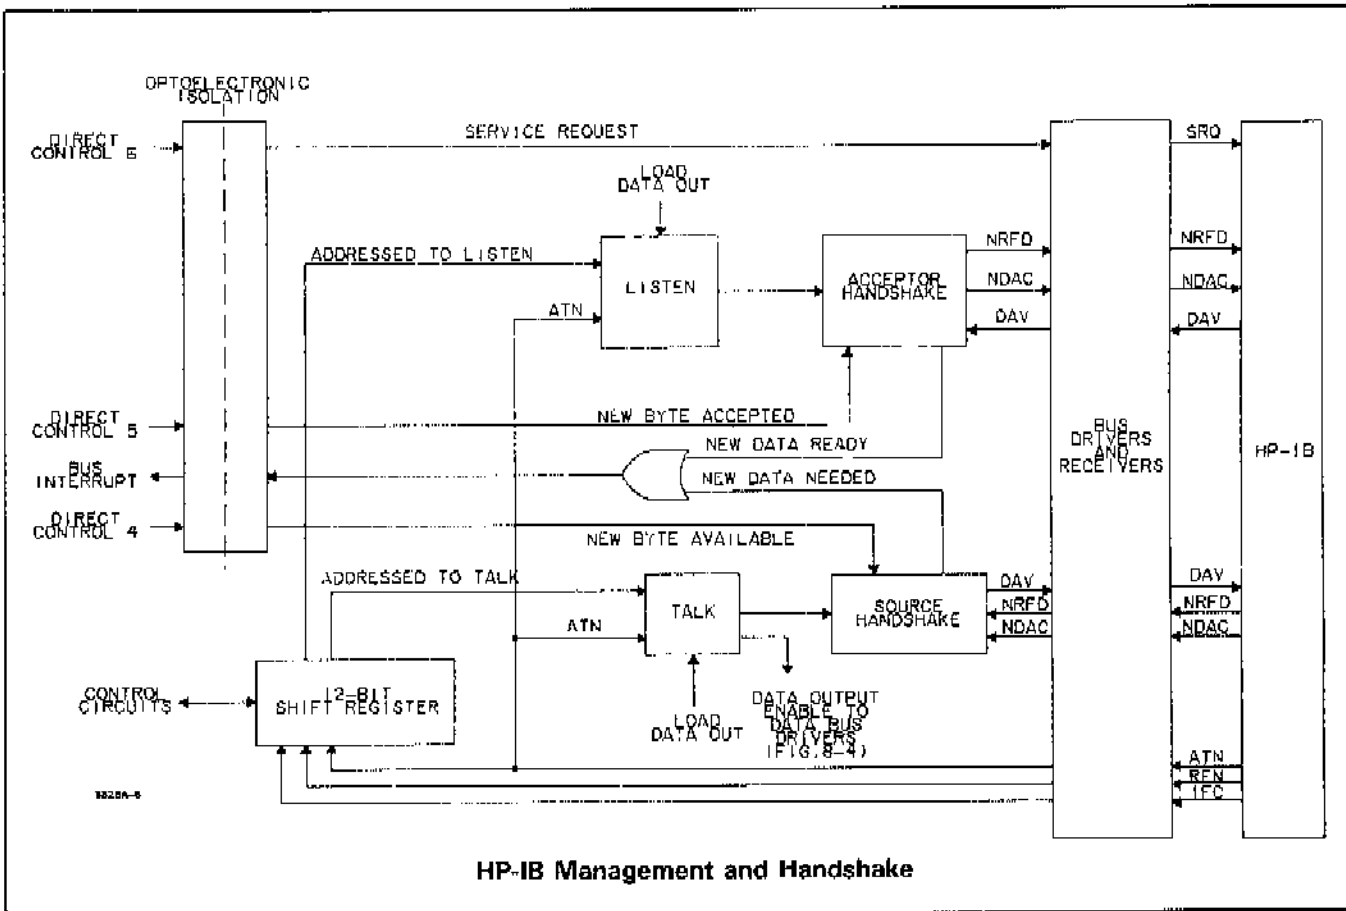 OPTOELECTRONIC
ISOLATION
DIRECT
CONTROL 6
SERVICE REQUEST
SRQ
LOAD
DATA OUT
ADDRESSED TO LISTEN
LISTEN
ATN
ACCEPTOR
HANDSHAKE
NRFD
NDAC
DAV
NRFD
NDAC
DAV
DIRECT
CONTROL 5
NEW BYTE ACCEPTED
NEW DATA READY
BUS
INTERRUPT
NEW DATA NEEDED
DIRECT
CONTROL 4
NEW BYTE AVAILABLE
BUS
DRIVERS
AND
RECEIVERS
HP-IB
ADDRESSED TO TALK
TALK
ATN
SOURCE
HANDSHAKE
DAV
NRFD
NDAC
DAV
NRFD
NDAC
CONTROL
CIRCUITS
12-BIT
SHIFT REGISTER
LOAD
DATA OUT
DATA OUTPUT
ENABLE TO
DATA BUS
DRIVERS
(FIG.8-4)
ATN
REN
IFC
HP-IB Management and Handshake